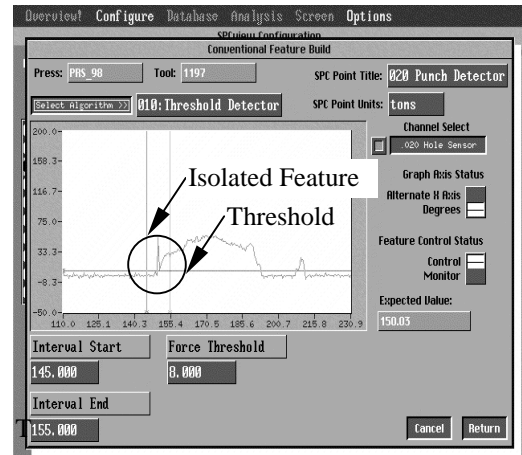 Overview! Configure Database Analysis Screen Options
SPCview Configuration
Conventional Feature Build
Press: PRS_98 Tool: 1197 SPC Point Title: 020 Punch Detector
Select Algorithm >> 010:Threshold Detector SPC Point Units: tons
Channel Select
.020 Hole Sensor
200.0
158.3
116.7
75.0
33.3
-8.3
-50.0
Isolated Feature
Threshold
110.0 125.1 140.3 155.4 170.5 185.6 200.7 215.8 230.9
Graph Axis Status
Alternate X Axis
Degrees
Feature Control Status
Control
Monitor
Expected Value:
150.03
Interval Start Force Threshold
145.000 8.000
Interval End
155.000
T
Cancel Return